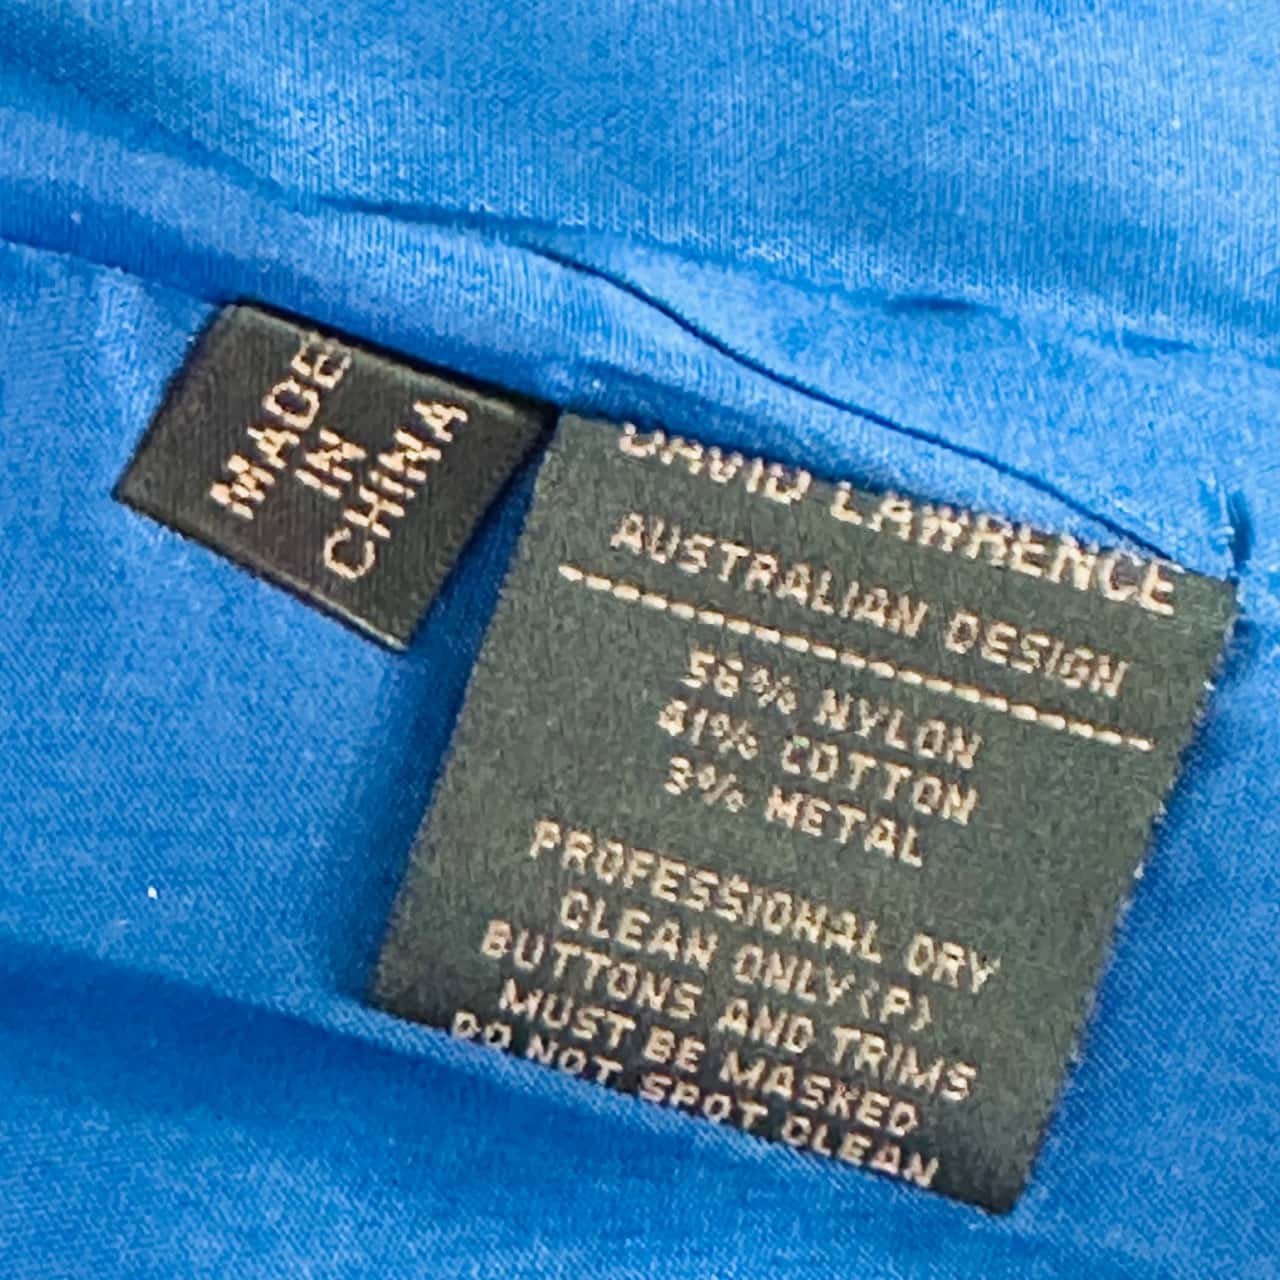 MADE
IN
CHINA
DAVID LAWRENCE
AUSTRALIAN DESIGN
56% NYLON
41% COTTON
3% METAL
PROFESSIONAL DRY
CLEAN ONLY (P)
BUTTONS AND TRIMS
MUST BE MASKED
DO NOT SPOT CLEAN